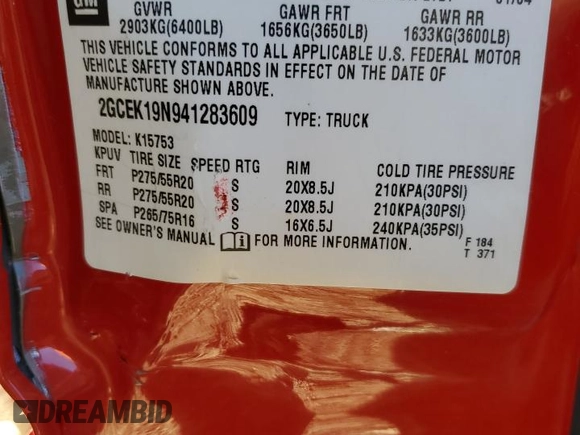 GM
GVWR GAWR FRT GAWR RR
2903KG(6400LB) 1656KG(3650LB) 1633KG(3600LB)
THIS VEHICLE CONFORMS TO ALL APPLICABLE U.S. FEDERAL MOTOR
VEHICLE SAFETY STANDARDS IN EFFECT ON THE DATE OF
MANUFACTURE SHOWN ABOVE.
2GCEK19N941283609 TYPE: TRUCK
MODEL: K15753
KPUV TIRE SIZE SPEED RTG RIM COLD TIRE PRESSURE
FRT P275/55R20 S 20X8.5J 210KPA(30PSI)
RR P275/55R20 S 20X8.5J 210KPA(30PSI)
SPA P265/75R16 S 16X6.5J 240KPA(35PSI)
SEE OWNER'S MANUAL i FOR MORE INFORMATION.
F 184
T 371
DREAMBID